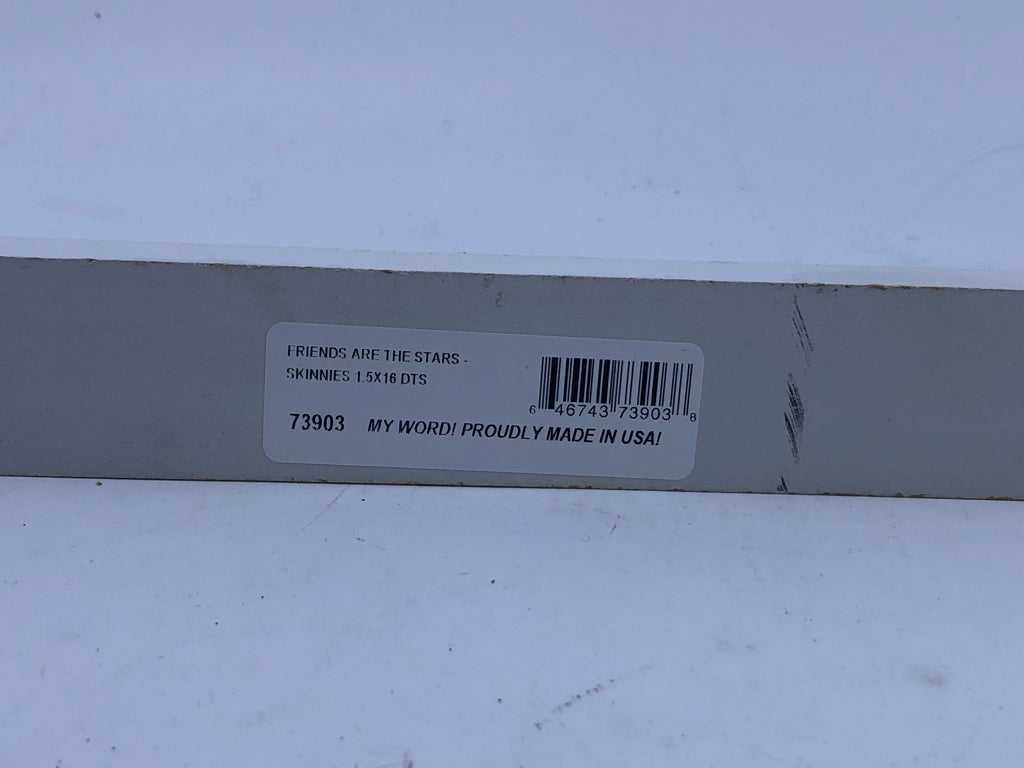 FRIENDS ARE THE STARS -
SKINNIES 1.5X16 DTS
6 46743 73903 8
73903 MY WORD! PROUDLY MADE IN USA!